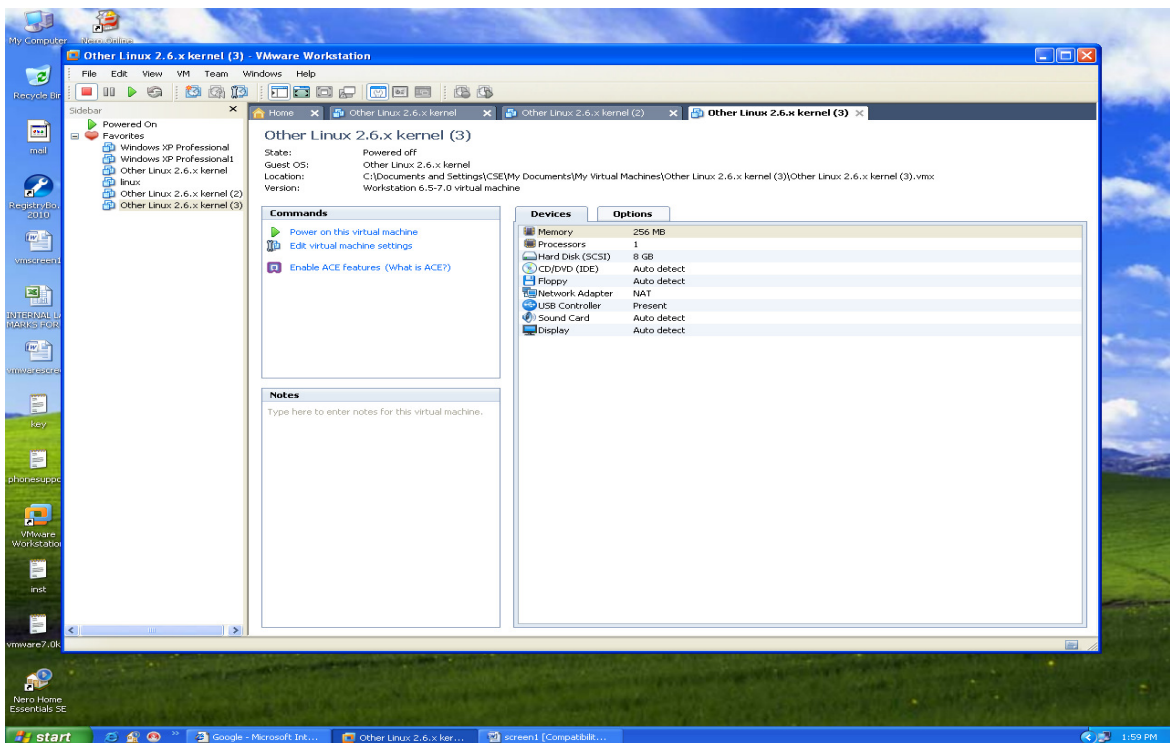 My Computer
Nero Online
Other Linux 2.6.x kernel (3) - VMware Workstation
File Edit View VM Team Windows Help
Recycle Bin
Sidebar
Powered On
Favorites
Windows XP Professional
Windows XP Professional1
Other Linux 2.6.x kernel
linux
Other Linux 2.6.x kernel (2)
Other Linux 2.6.x kernel (3)
Home
Other Linux 2.6.x kernel
Other Linux 2.6.x kernel (2)
Other Linux 2.6.x kernel (3)
Other Linux 2.6.x kernel (3)
State: Powered off
Guest OS: Other Linux 2.6.x kernel
Location: C:\Documents and Settings\CSE\My Documents\My Virtual Machines\Other Linux 2.6.x kernel (3)\Other Linux 2.6.x kernel (3).vmx
Version: Workstation 6.5-7.0 virtual machine
Commands
Power on this virtual machine
Edit virtual machine settings
Enable ACE features (What is ACE?)
Notes
Type here to enter notes for this virtual machine.
Devices Options
Memory 256 MB
Processors 1
Hard Disk (SCSI) 8 GB
CD/DVD (IDE) Auto detect
Floppy Auto detect
Network Adapter NAT
USB Controller Present
Sound Card Auto detect
Display Auto detect
mail
RegistryBo.
2010
vmscreen1
INTERNAL L
MARKS FOR
vmwarescre
key
phonesuppo
VMware
Workstation
inst
vmware7.0k
Nero Home
Essentials SE
start
Google - Microsoft Int...
Other Linux 2.6.x ker...
screen1 [Compatibilit...
1:59 PM